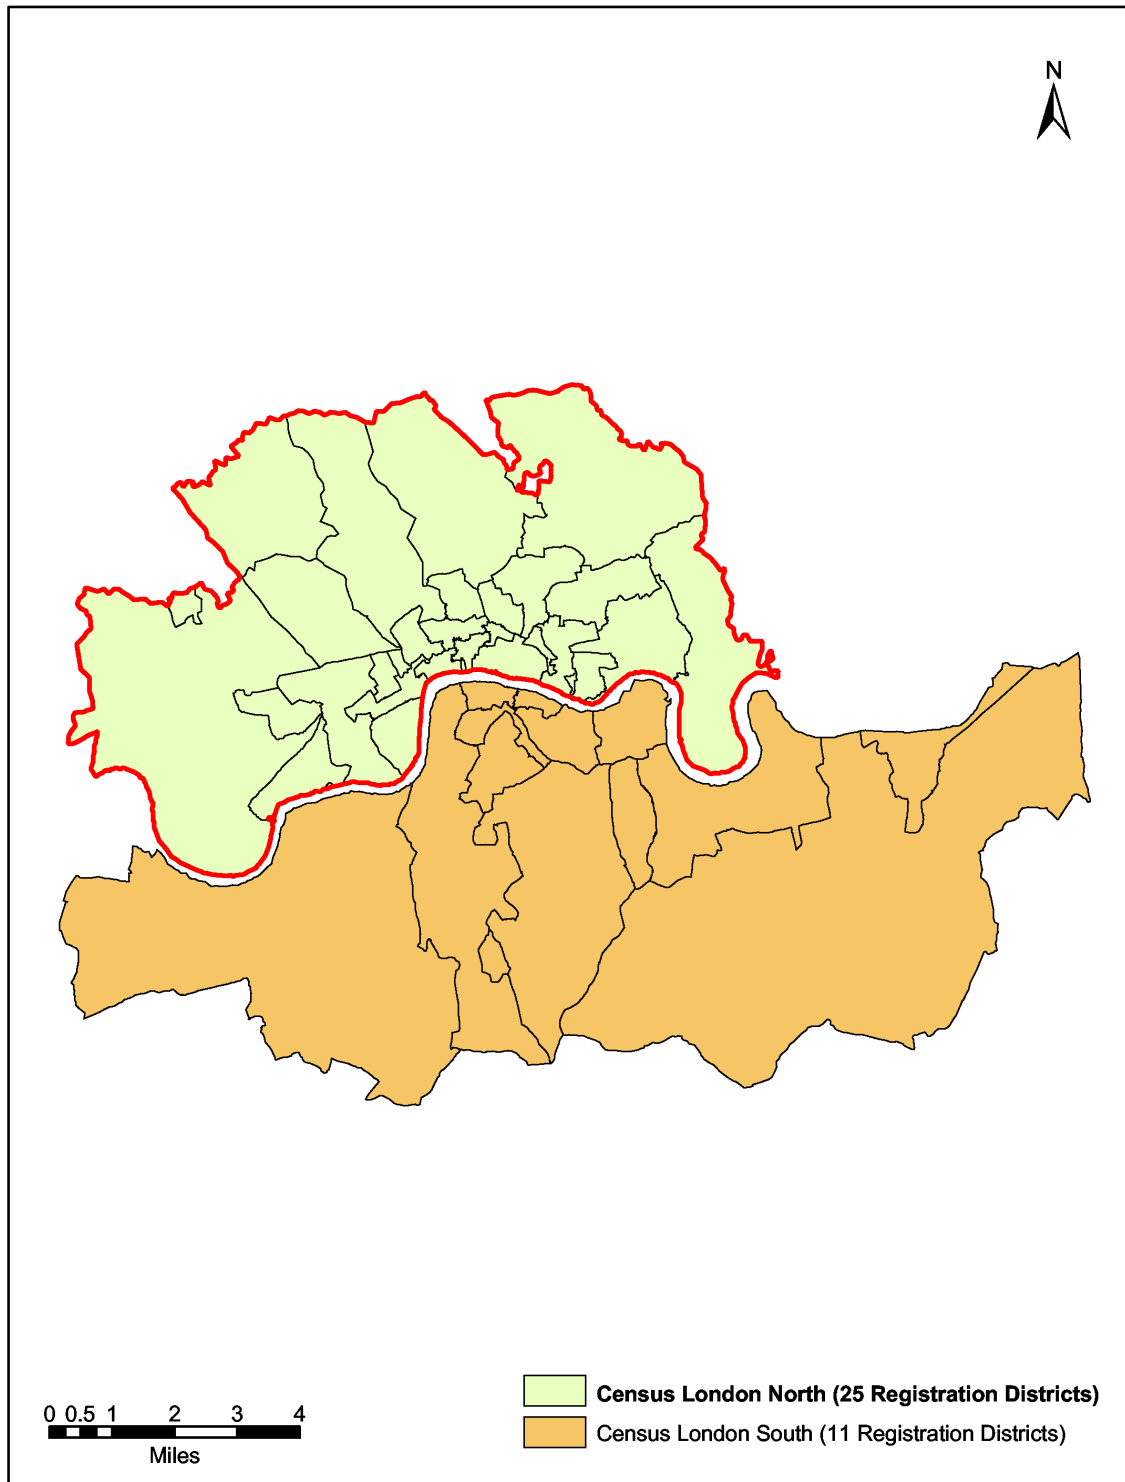 N
Census London North (25 Registration Districts)
Census London South (11 Registration Districts)
0 0.5 1 2 3 4
Miles